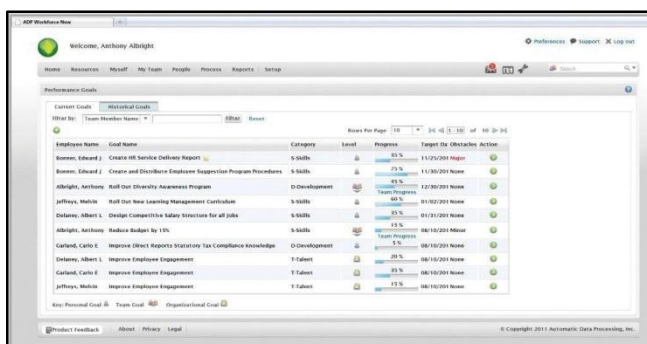 ADP Workforce Now
Welcome, Anthony Albright
Preferences Support Log out
Home Resources Myself My Team People Process Reports Setup
Search
Performance Goals
Current Goals Historical Goals
Filter by: Team Member Name Filter Reset
Rows Per Page 10 1 - 10 of 10
Employee Name Goal Name Category Level Progress Target Da Obstacles Action
Bonner, Edward J Create HR Service Delivery Report S-Skills 85 % 11/25/201 Major
Bonner, Edward J Create and Distribute Employee Suggestion Program Procedures S-Skills 75 % 11/30/201 None
Albright, Anthony Roll Out Diversity Awareness Program D-Development 45 % 12/30/201 None
Team Progress
Jeffreys, Melvin Roll Out New Learning Management Curriculum S-Skills 60 % 01/02/201 None
Delaney, Albert L Design Competitive Salary Structure for all Jobs S-Skills 35 % 01/31/201 None
Albright, Anthony Reduce Budget by 15% S-Skills 15 % 08/10/201 Minor
Team Progress
Garland, Carlo E Improve Direct Reports Statutory Tax Compliance Knowledge D-Development 5 % 08/10/201 None
Delaney, Albert L Improve Employee Engagement T-Talent 20 % 08/10/201 None
Garland, Carlo E Improve Employee Engagement T-Talent 35 % 08/10/201 None
Jeffreys, Melvin Improve Employee Engagement T-Talent 15 % 08/10/201 None
Key: Personal Goal Team Goal Organizational Goal
Product Feedback About Privacy Legal © Copyright 2011 Automatic Data Processing, Inc.